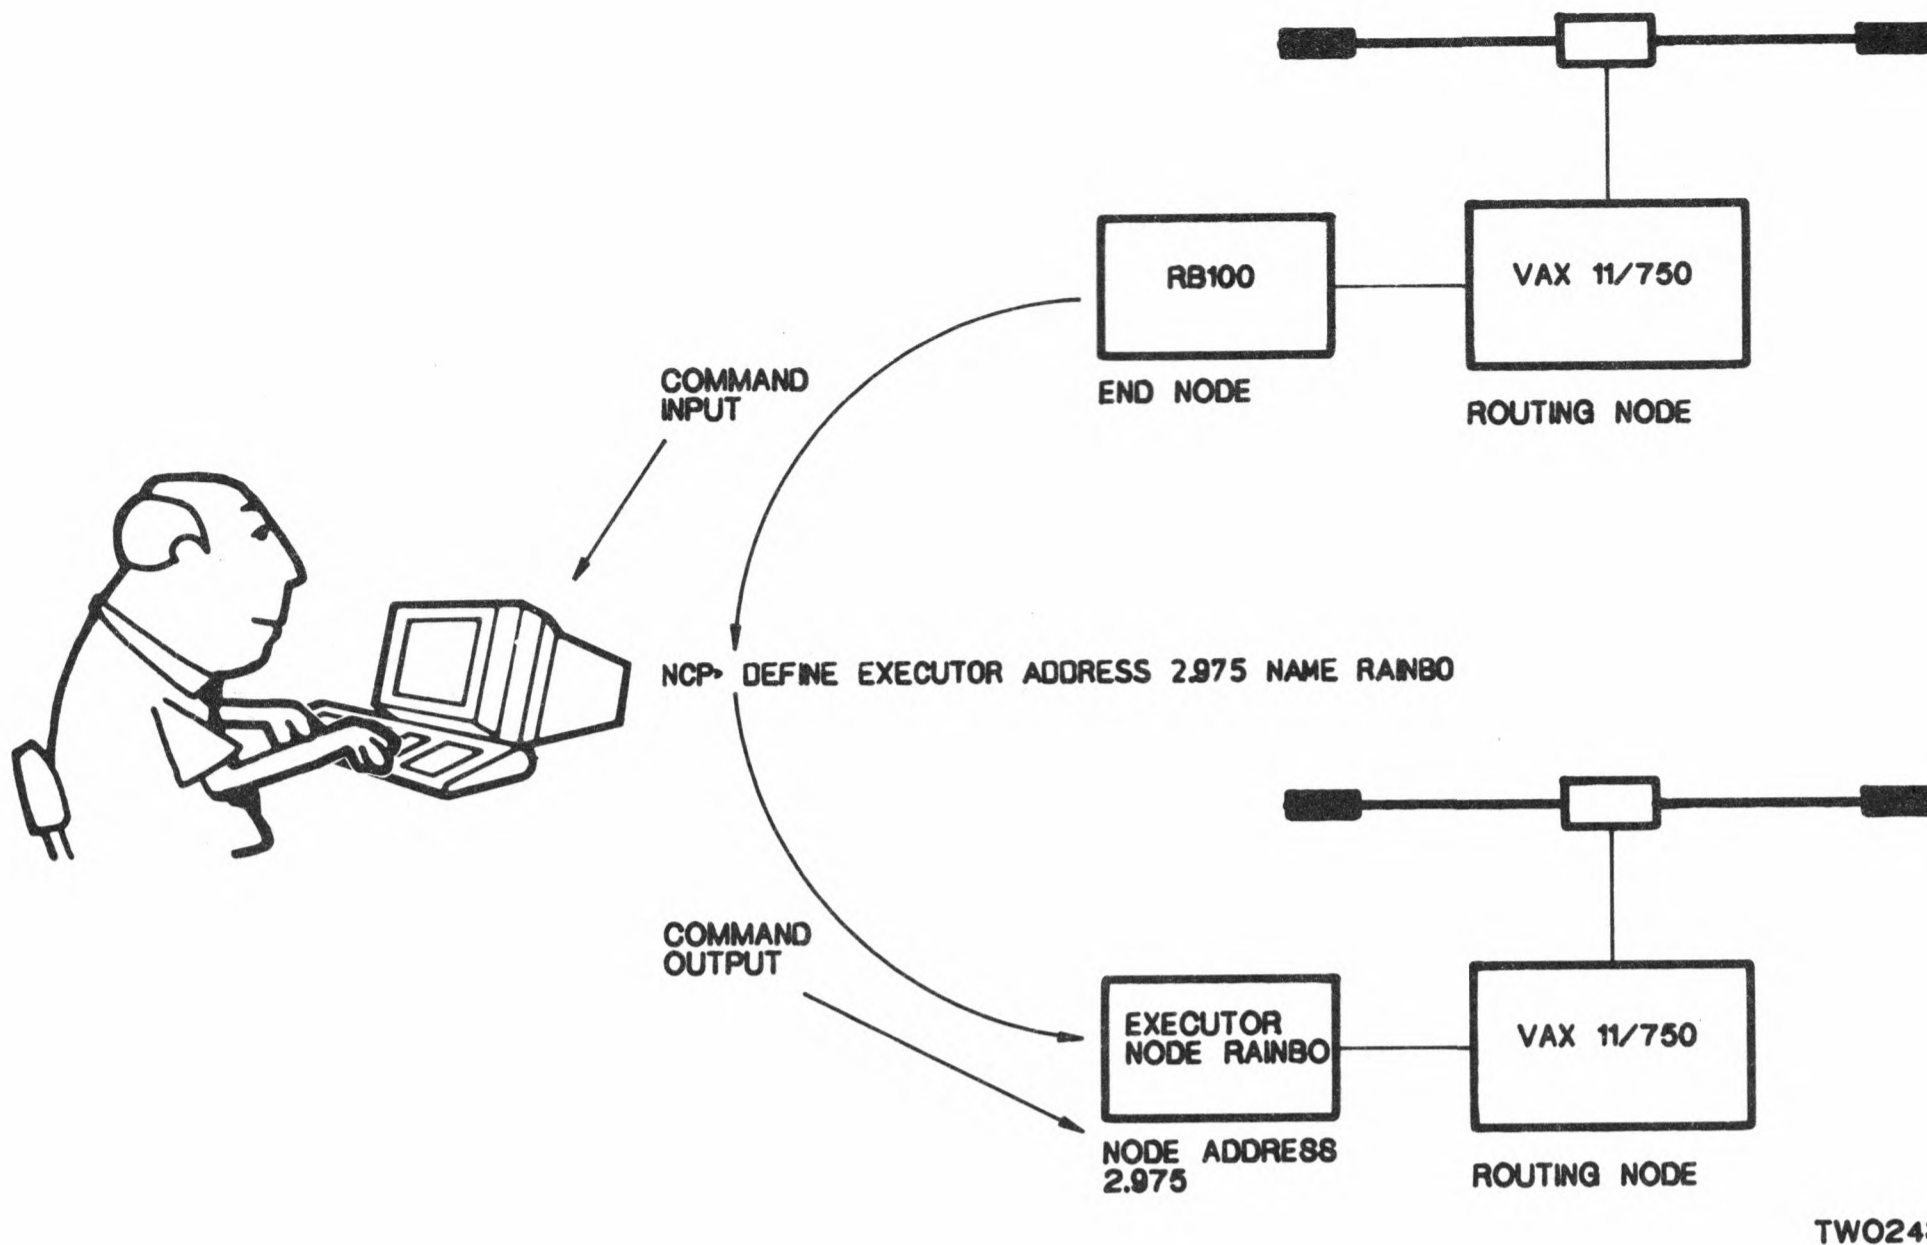 RB100
VAX 11/750
END NODE
ROUTING NODE
COMMAND
INPUT
NCP> DEFINE EXECUTOR ADDRESS 2.975 NAME RAINBO
COMMAND
OUTPUT
EXECUTOR
NODE RAINBO
VAX 11/750
NODE ADDRESS
2.975
ROUTING NODE